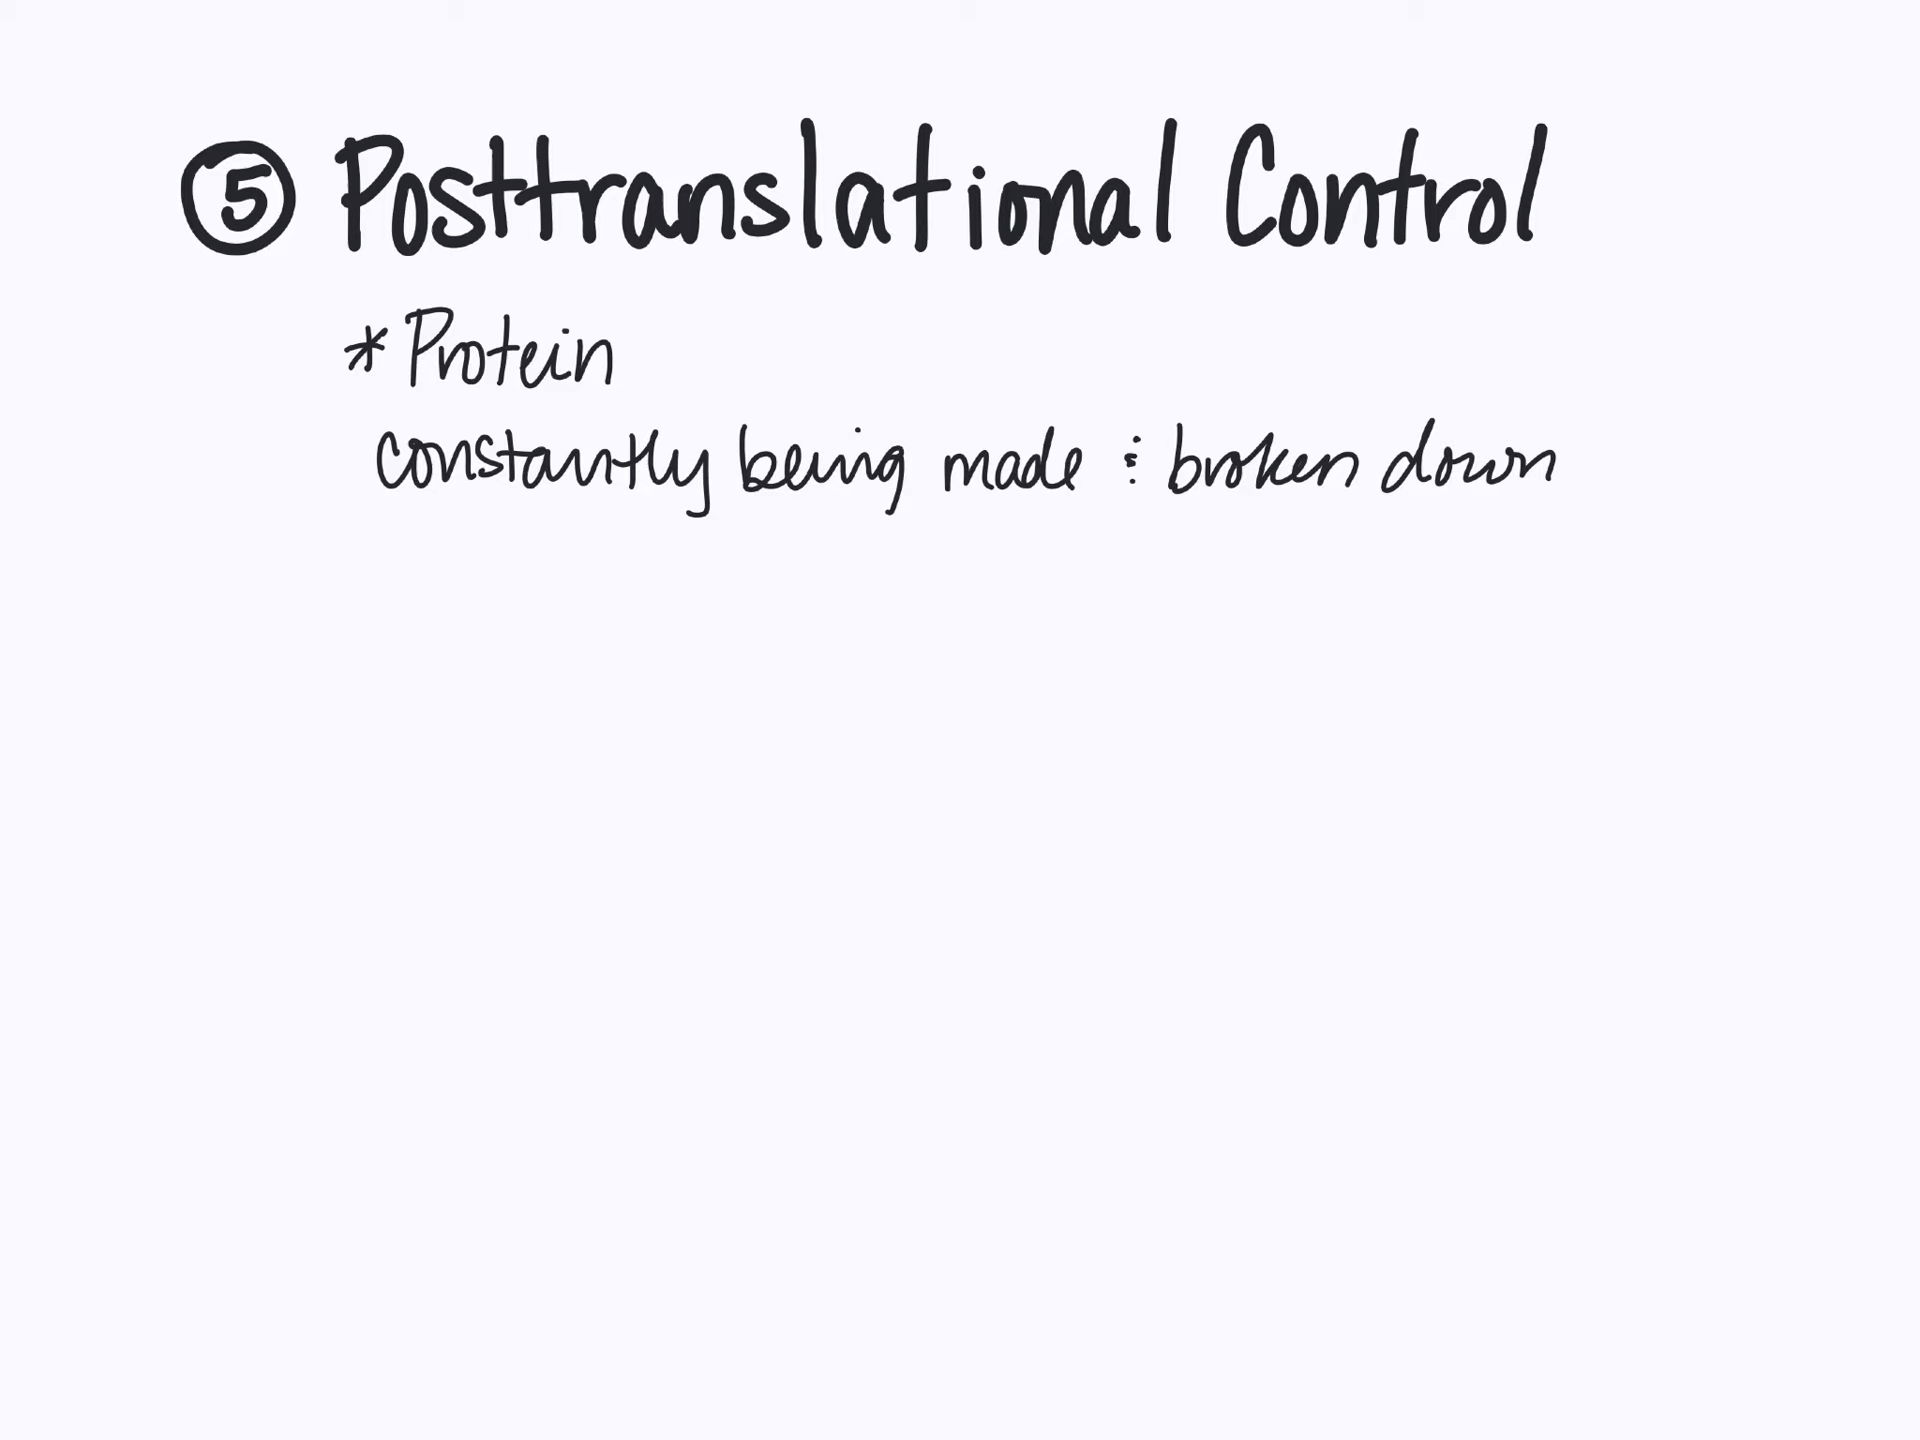 ⑤ Posttranslational Control
* Protein
constantly being made & broken down